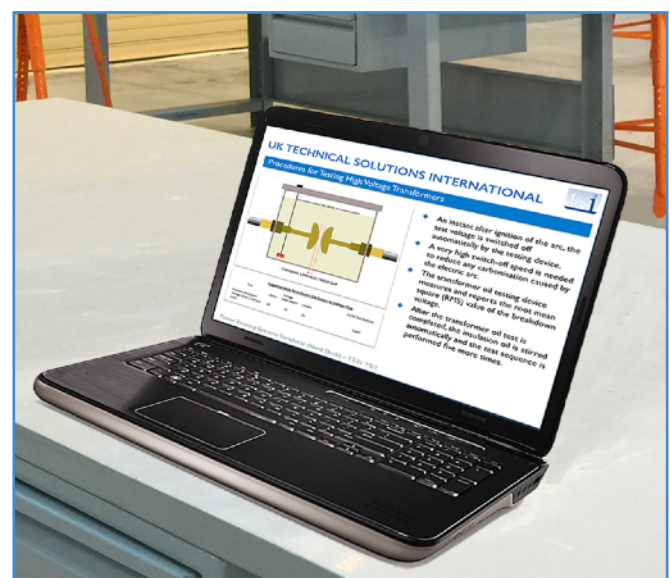 UK TECHNICAL SOLUTIONS INTERNATIONAL
Procedures for Testing High Voltage Transformers
An instant after ignition of the arc, the
test voltage is switched off
automatically by the testing device.
A very high switch-off speed is needed
to reduce any carbonisation caused by
the electric arc.
The transformer oil testing device
measures and reports the root mean
square (RMS) value of the breakdown
voltage.
After the transformer oil test is
completed, the insulation oil is stirred
automatically and the test sequence is
performed five more times.